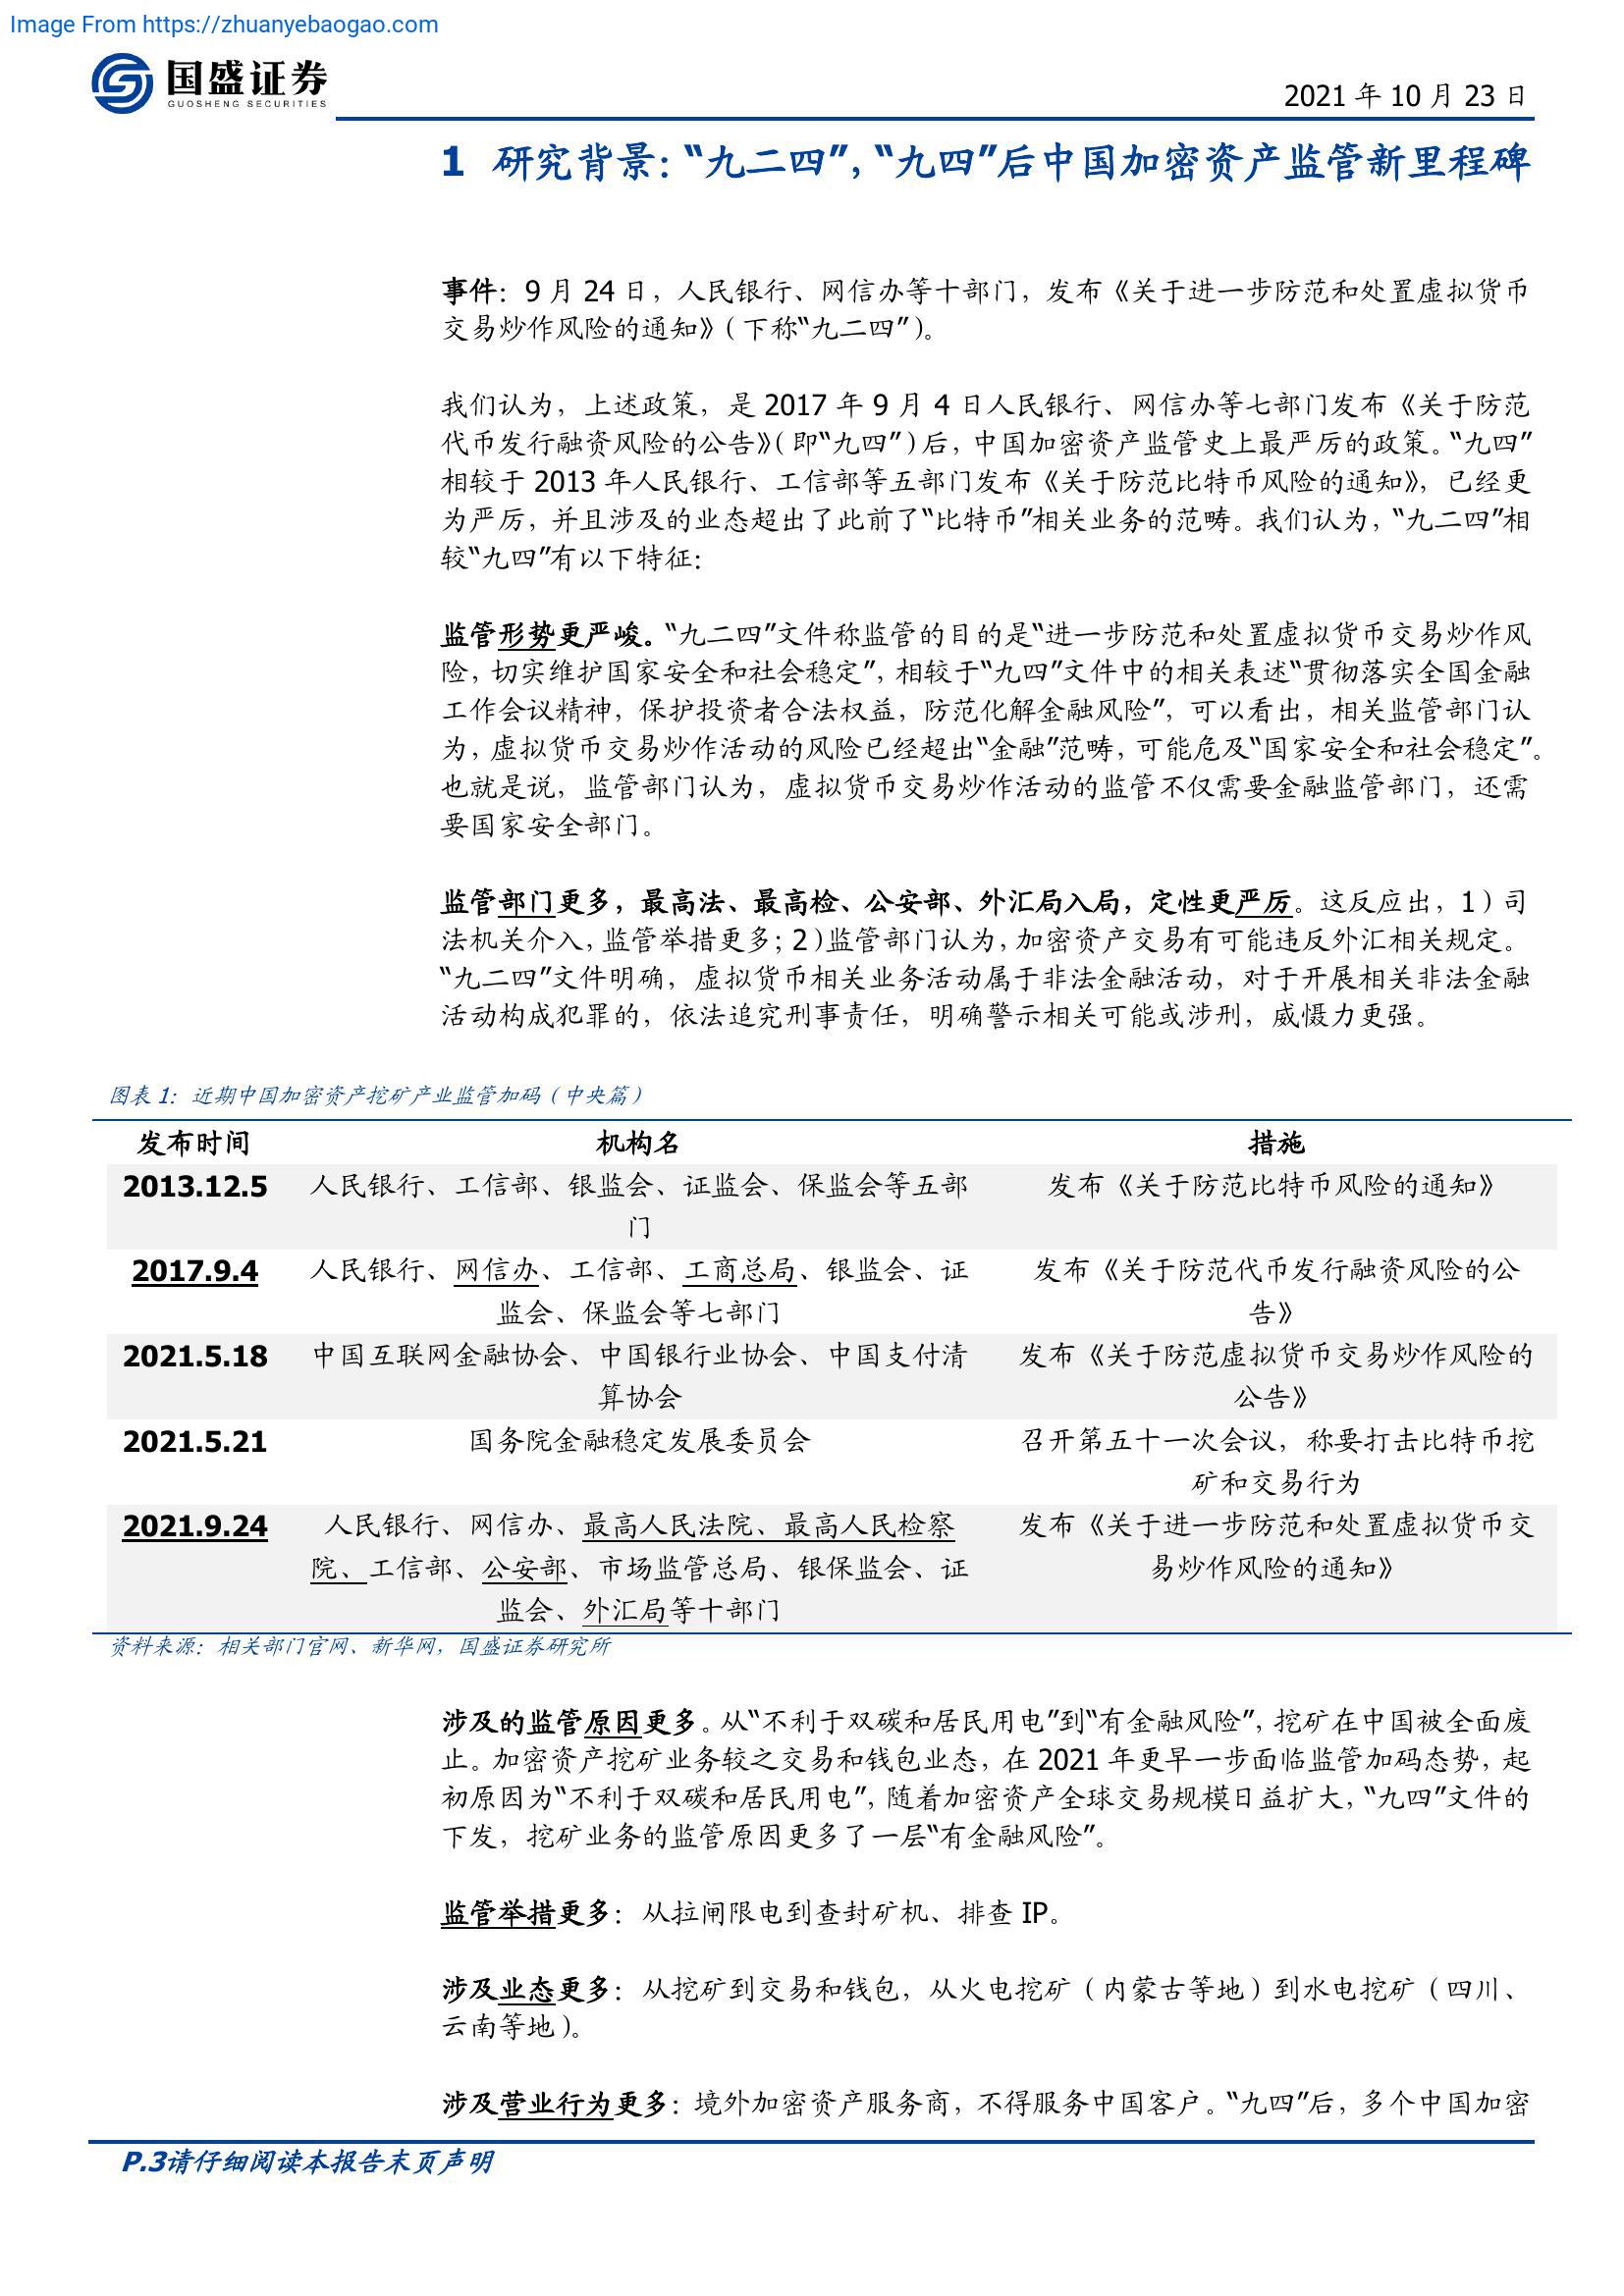 Image From https://zhuanyebaogao.com
国盛证券
GUOSHENG SECURITIES
2021 年 10 月 23 日
1 研究背景：“九二四”，“九四”后中国加密资产监管新里程碑
事件：9 月 24 日，人民银行、网信办等十部门，发布《关于进一步防范和处置虚拟货币
交易炒作风险的通知》（下称“九二四”）。
我们认为，上述政策，是 2017 年 9 月 4 日人民银行、网信办等七部门发布《关于防范
代币发行融资风险的公告》（即“九四”）后，中国加密资产监管史上最严厉的政策。“九四”
相较于 2013 年人民银行、工信部等五部门发布《关于防范比特币风险的通知》，已经更
为严厉，并且涉及的业态超出了此前了“比特币”相关业务的范畴。我们认为，“九二四”相
较“九四”有以下特征：
监管形势更严峻。“九二四”文件称监管的目的是“进一步防范和处置虚拟货币交易炒作风
险，切实维护国家安全和社会稳定”，相较于“九四”文件中的相关表述“贯彻落实全国金融
工作会议精神，保护投资者合法权益，防范化解金融风险”，可以看出，相关监管部门认
为，虚拟货币交易炒作活动的风险已经超出“金融”范畴，可能危及“国家安全和社会稳定”。
也就是说，监管部门认为，虚拟货币交易炒作活动的监管不仅需要金融监管部门，还需
要国家安全部门。
监管部门更多，最高法、最高检、公安部、外汇局入局，定性更严厉。这反应出，1）司
法机关介入，监管举措更多；2）监管部门认为，加密资产交易有可能违反外汇相关规定。
“九二四”文件明确，虚拟货币相关业务活动属于非法金融活动，对于开展相关非法金融
活动构成犯罪的，依法追究刑事责任，明确警示相关可能或涉刑，威慑力更强。
图表 1：近期中国加密资产挖矿产业监管加码（中央篇）
发布时间 机构名 措施
2013.12.5 人民银行、工信部、银监会、证监会、保监会等五部 发布《关于防范比特币风险的通知》
门
2017.9.4 人民银行、网信办、工信部、工商总局、银监会、证 发布《关于防范代币发行融资风险的公
监会、保监会等七部门 告》
2021.5.18 中国互联网金融协会、中国银行业协会、中国支付清 发布《关于防范虚拟货币交易炒作风险的
算协会 公告》
2021.5.21 国务院金融稳定发展委员会 召开第五十一次会议，称要打击比特币挖
矿和交易行为
2021.9.24 人民银行、网信办、最高人民法院、最高人民检察 发布《关于进一步防范和处置虚拟货币交
院、工信部、公安部、市场监管总局、银保监会、证 易炒作风险的通知》
监会、外汇局等十部门
资料来源：相关部门官网、新华网，国盛证券研究所
涉及的监管原因更多。从“不利于双碳和居民用电”到“有金融风险”，挖矿在中国被全面废
止。加密资产挖矿业务较之交易和钱包业态，在 2021 年更早一步面临监管加码态势，起
初原因为“不利于双碳和居民用电”，随着加密资产全球交易规模日益扩大，“九四”文件的
下发，挖矿业务的监管原因更多了一层“有金融风险”。
监管举措更多：从拉闸限电到查封矿机、排查 IP。
涉及业态更多：从挖矿到交易和钱包，从火电挖矿（内蒙古等地）到水电挖矿（四川、
云南等地）。
涉及营业行为更多：境外加密资产服务商，不得服务中国客户。“九四”后，多个中国加密
P.3请仔细阅读本报告末页声明